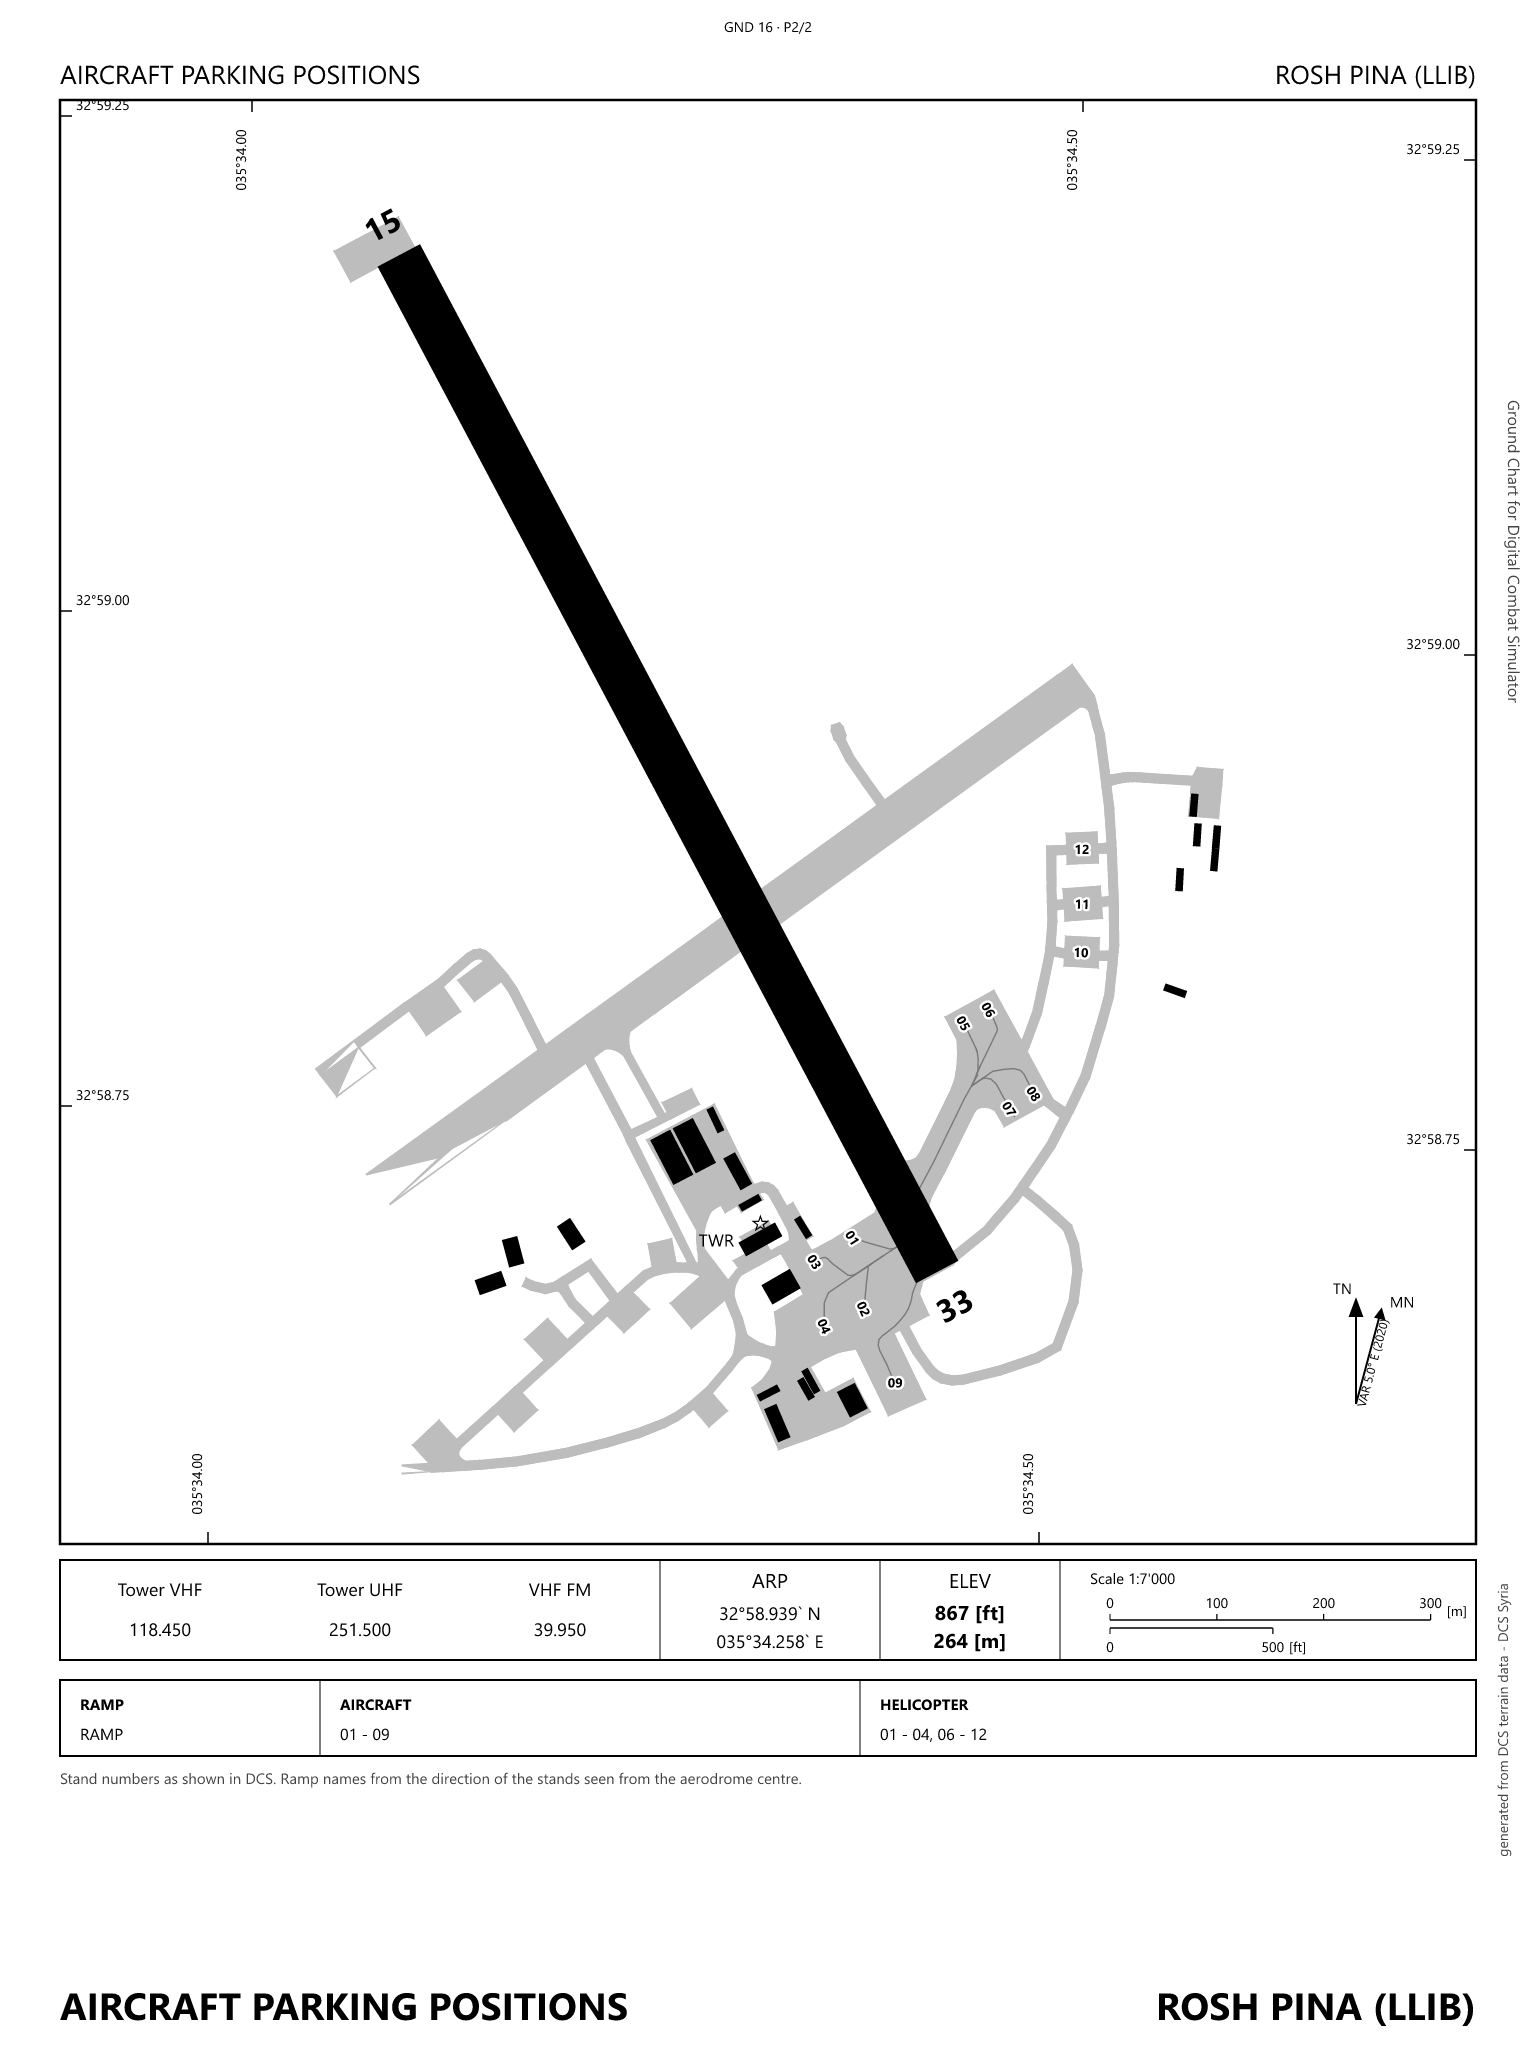 GND 16 · P2/2
AIRCRAFT PARKING POSITIONS
ROSH PINA (LLIB)
32°59.25
035°34.00
035°34.50
32°59.25
15
32°59.00
32°59.00
12
11
10
06
05
08
07
32°58.75
32°58.75
TWR
01
03
02
04
33
09
TN
MN
VAR 5.0° E (2020)
035°34.00
035°34.50
Ground Chart for Digital Combat Simulator
Tower VHF
118.450
Tower UHF
251.500
VHF FM
39.950
ARP
32°58.939` N
035°34.258` E
ELEV
867 [ft]
264 [m]
Scale 1:7'000
0 100 200 300 [m]
0 500 [ft]
RAMP
RAMP
AIRCRAFT
01 - 09
HELICOPTER
01 - 04, 06 - 12
Stand numbers as shown in DCS. Ramp names from the direction of the stands seen from the aerodrome centre.
generated from DCS terrain data - DCS Syria
AIRCRAFT PARKING POSITIONS
ROSH PINA (LLIB)